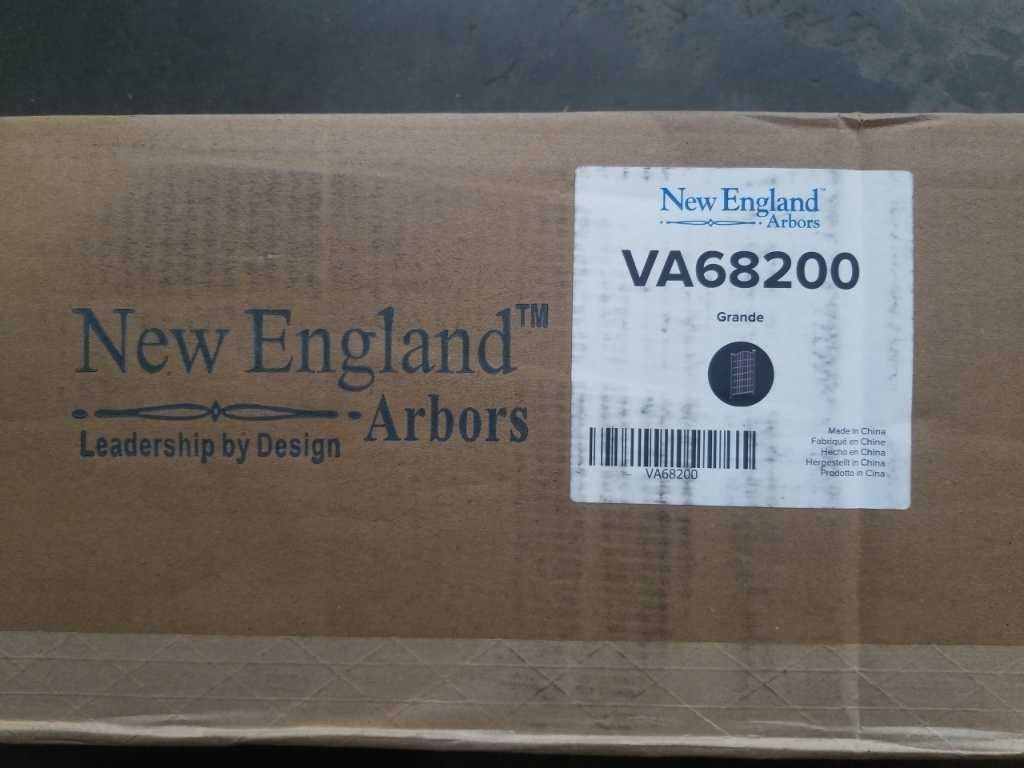 New England™
Arbors
Leadership by Design
New England™
Arbors
VA68200
Grande
VA68200
Made in China
Fabriqué en Chine
Hecho en China
Hergestellt in China
Prodotto in Cina